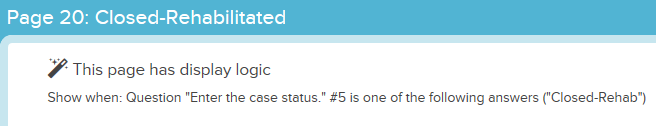 Page 20: Closed-Rehabilitated
This page has display logic
Show when: Question "Enter the case status." #5 is one of the following answers ("Closed-Rehab")